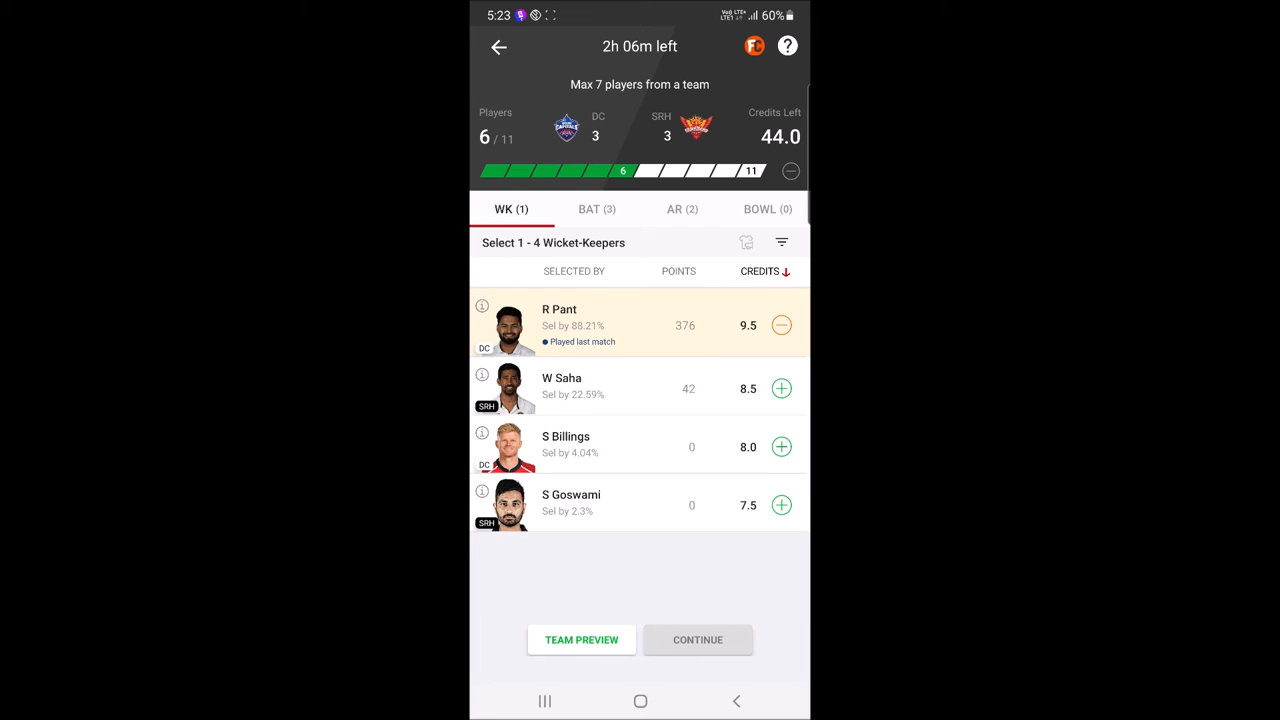 5:23
Vo9 LTE+
LTE1
60%
2h 06m left
FC
?
Max 7 players from a team
Players
DC
SRH
Credits Left
6 / 11
3
3
44.0
6
11
WK (1)
BAT (3)
AR (2)
BOWL (0)
Select 1 - 4 Wicket-Keepers
SELECTED BY
POINTS
CREDITS
R Pant
Sel by 88.21%
376
9.5
Played last match
DC
W Saha
Sel by 22.59%
42
8.5
SRH
S Billings
Sel by 4.04%
0
8.0
DC
S Goswami
Sel by 2.3%
0
7.5
SRH
TEAM PREVIEW
CONTINUE